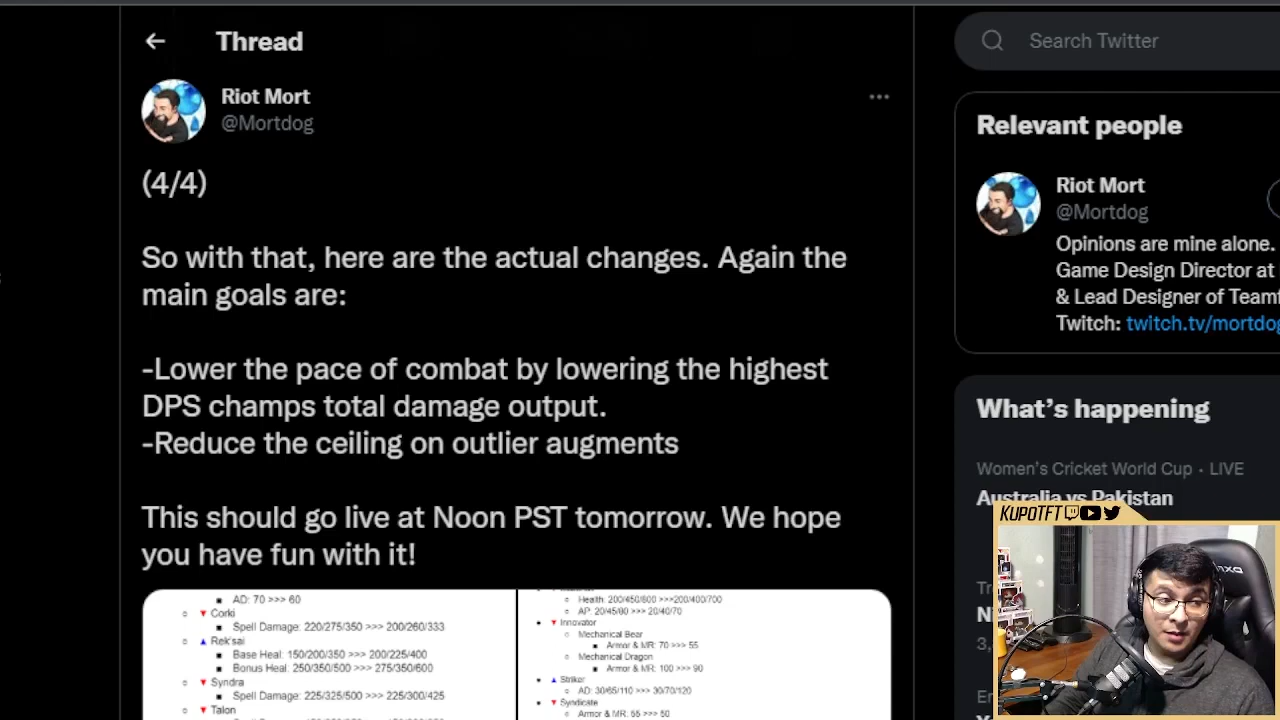 Thread
Search Twitter
Riot Mort
@Mortdog
(4/4)
So with that, here are the actual changes. Again the
main goals are:
-Lower the pace of combat by lowering the highest
DPS champs total damage output.
-Reduce the ceiling on outlier augments
This should go live at Noon PST tomorrow. We hope
you have fun with it!
AD: 70 >>> 60
Corki
Spell Damage: 220/275/350 >>> 200/260/333
Rek'sai
Base Heal: 150/200/350 >>> 200/225/400
Bonus Heal: 250/350/500 >>> 275/350/600
Syndra
Spell Damage: 225/325/500 >>> 225/300/425
Talon
Health: 200/450/800 >>>200/400/700
AP: 20/45/80 >>> 20/40/70
Innovator
Mechanical Bear
Armor & MR: 70 >>> 55
Mechanical Dragon
Armor & MR: 100 >>> 90
Striker
AD: 30/65/110 >>> 30/70/120
Syndicate
Armor & MR: 55 >>> 50
Relevant people
Riot Mort
@Mortdog
Opinions are mine alone.
Game Design Director at
& Lead Designer of Teamf
Twitch: twitch.tv/mortdog
What's happening
Women's Cricket World Cup · LIVE
Australia vs Pakistan
KUPOTFT